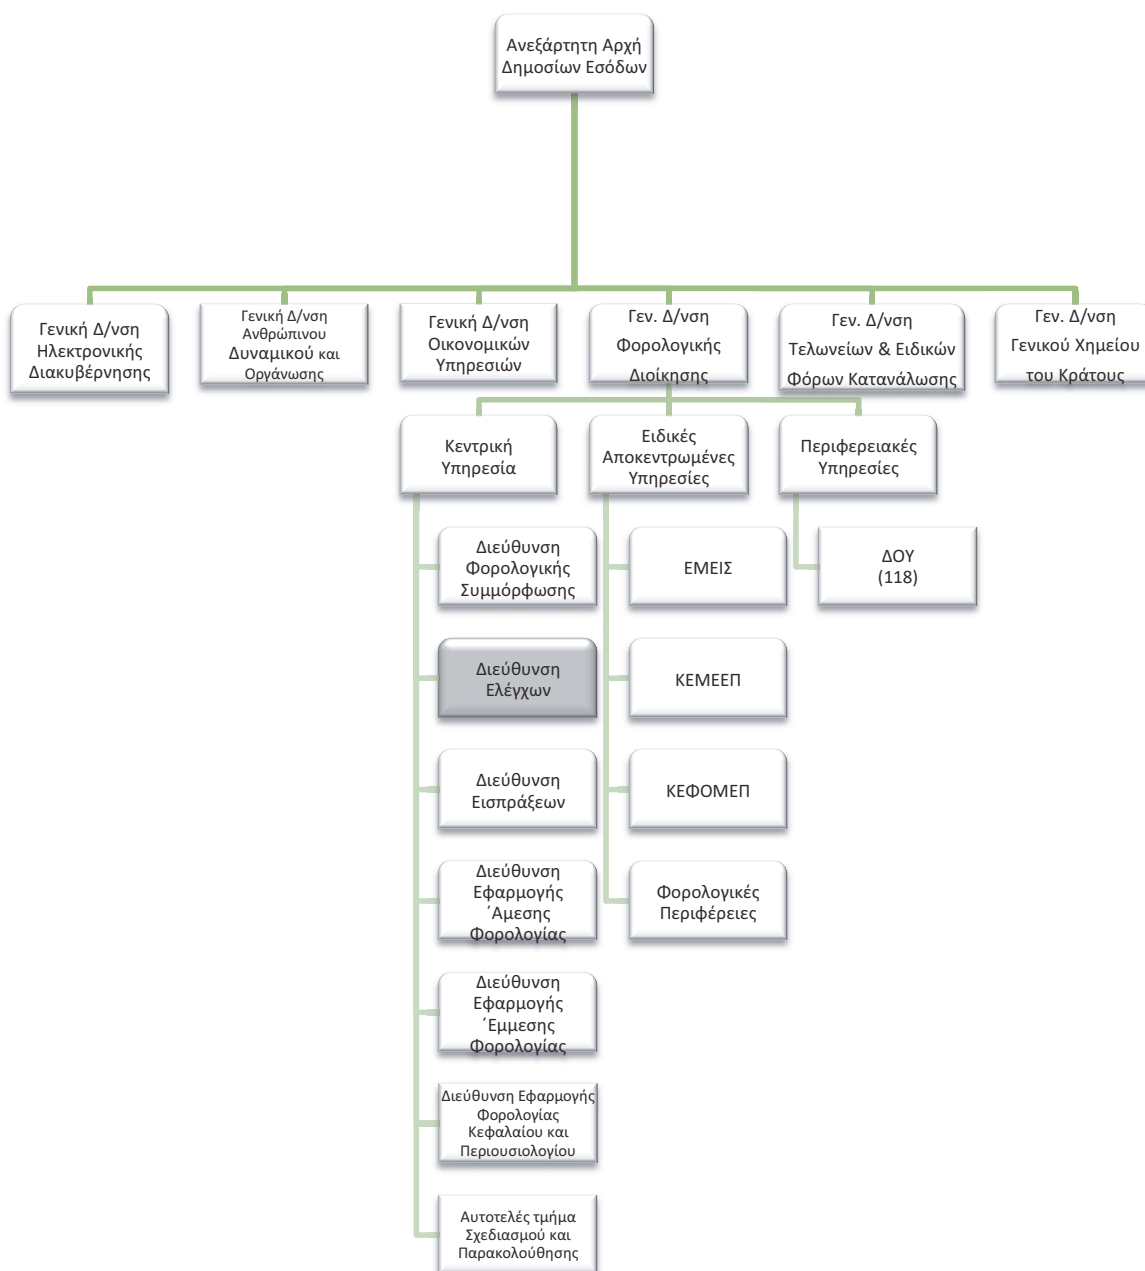 Ανεξάρτητη Αρχή
Δημοσίων Εσόδων
Γενική Δ/νση
Ηλεκτρονικής
Διακυβέρνησης
Γενική Δ/νση
Ανθρώπινου
Δυναμικού και
Οργάνωσης
Γενική Δ/νση
Οικονομικών
Υπηρεσιών
Γεν. Δ/νση
Φορολογικής
Διοίκησης
Γεν. Δ/νση
Τελωνείων & Ειδικών
Φόρων Κατανάλωσης
Γεν. Δ/νση
Γενικού Χημείου
του Κράτους
Κεντρική
Υπηρεσία
Ειδικές
Αποκεντρωμένες
Υπηρεσίες
Περιφερειακές
Υπηρεσίες
Διεύθυνση
Φορολογικής
Συμμόρφωσης
ΕΜΕΙΣ
ΔΟΥ
(118)
Διεύθυνση
Ελέγχων
ΚΕΜΕΕΠ
Διεύθυνση
Εισπράξεων
ΚΕΦΟΜΕΠ
Διεύθυνση
Εφαρμογής
΄Αμεσης
Φορολογίας
Φορολογικές
Περιφέρειες
Διεύθυνση
Εφαρμογής
΄Εμμεσης
Φορολογίας
Διεύθυνση Εφαρμογής
Φορολογίας
Κεφαλαίου και
Περιουσιολογίου
Αυτοτελές τμήμα
Σχεδιασμού και
Παρακολούθησης